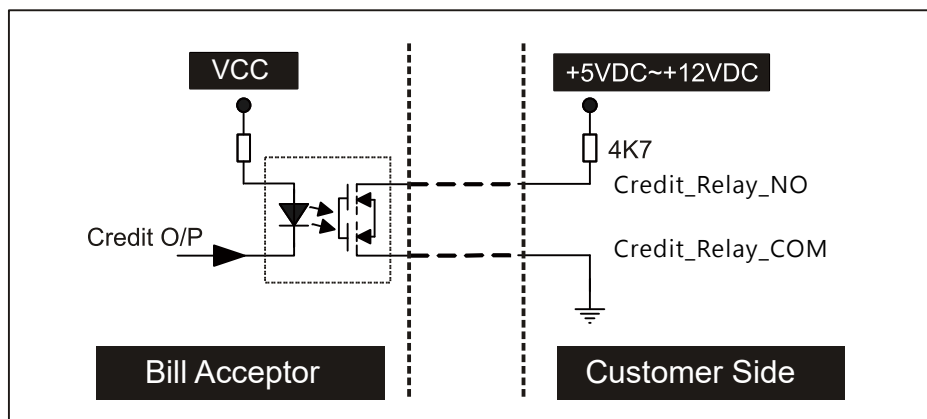 VCC
+5VDC~+12VDC
4K7
Credit_Relay_NO
Credit O/P
Credit_Relay_COM
Bill Acceptor
Customer Side